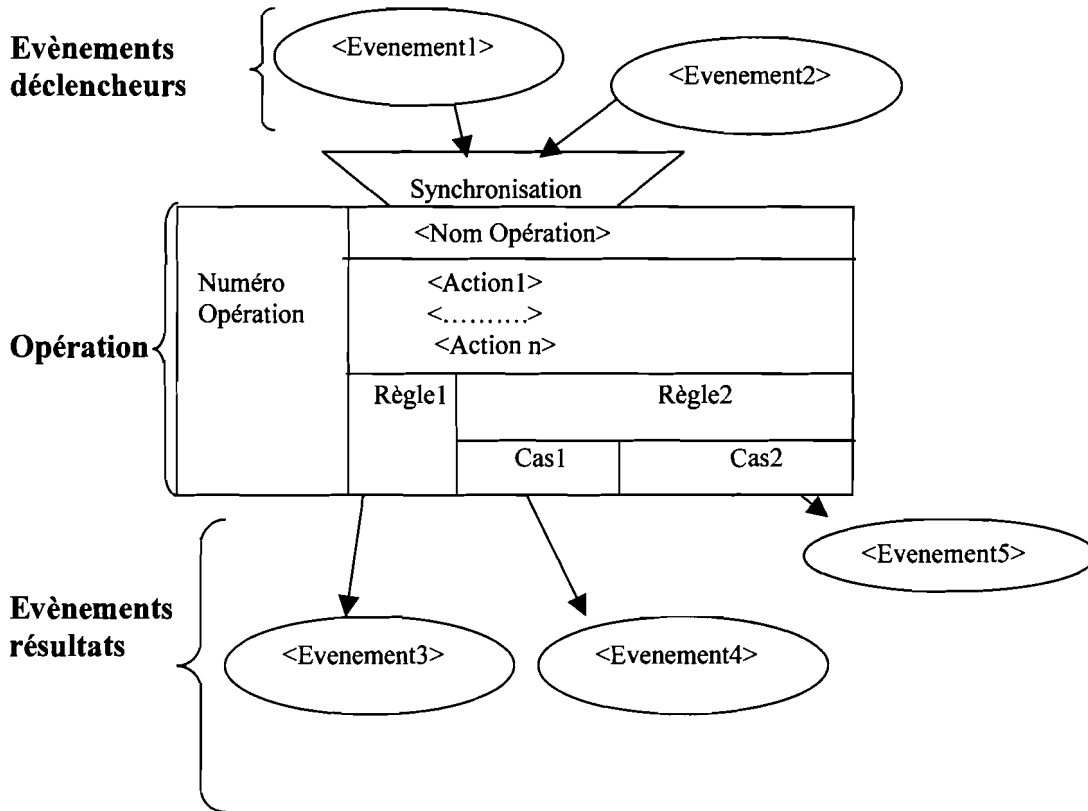 Evènements
déclencheurs
<Evenement1>
<Evenement2>
Synchronisation
Opération
Numéro
Opération
<Nom Opération>
<Action1>
<..........>
<Action n>
Règle1
Règle2
Cas1
Cas2
Evènements
résultats
<Evenement5>
<Evenement3>
<Evenement4>